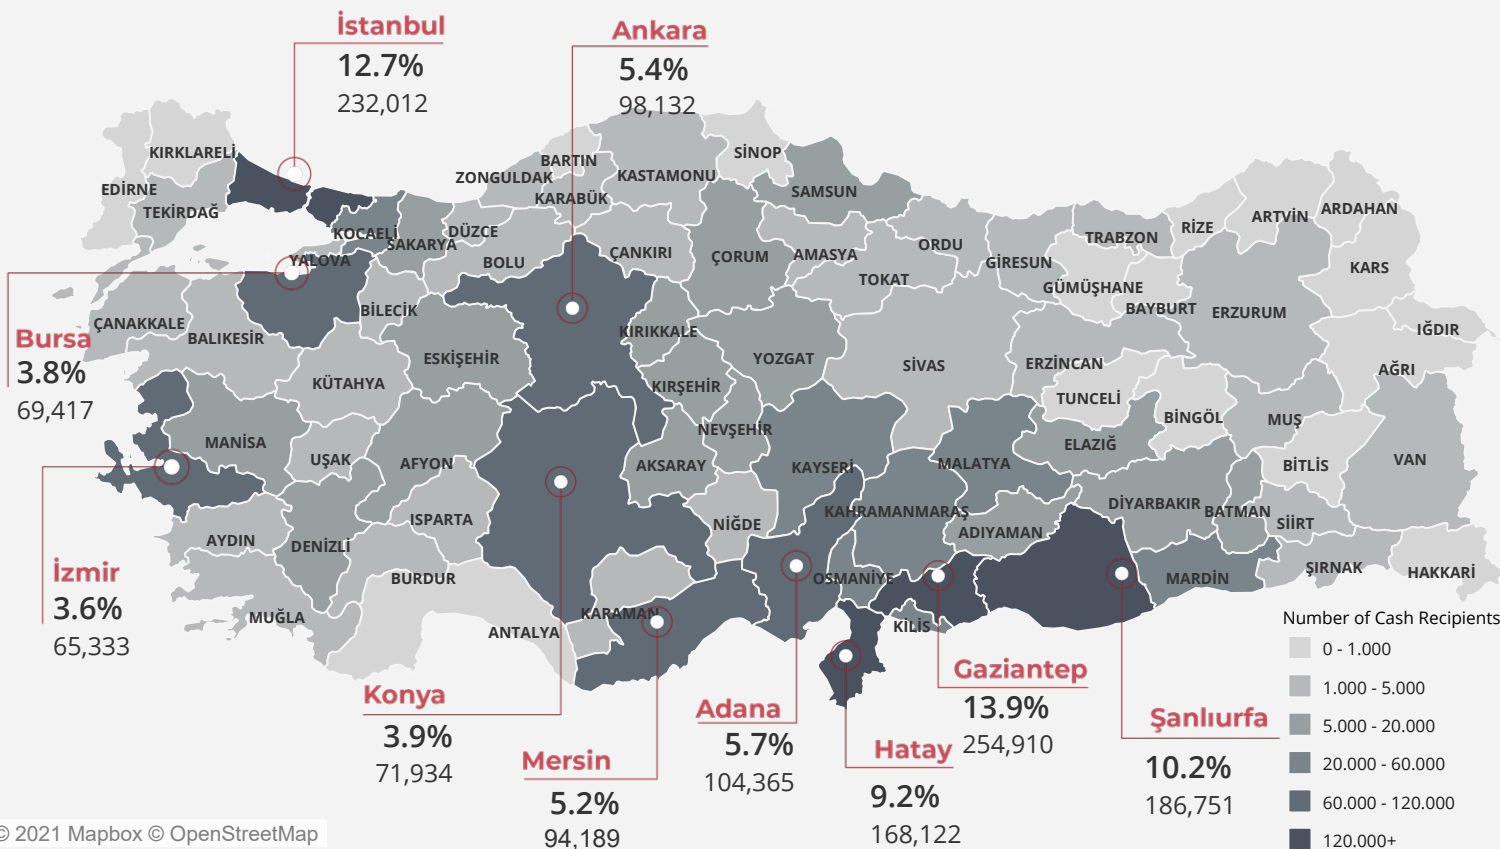 İstanbul
12.7%
232,012
Ankara
5.4%
98,132
KIRKLARELİ
EDİRNE
TEKİRDAĞ
BARTIN
ZONGULDAK
KARABÜK
KASTAMONU
SİNOP
SAMSUN
KOCAELİ
SAKARYA
DÜZCE
YALOVA
BOLU
ÇANKIRI
ÇORUM
AMASYA
TOKAT
ORDU
GİRESUN
TRABZON
RİZE
ARTVİN
ARDAHAN
KARS
GÜMÜŞHANE
BAYBURT
ERZURUM
IĞDIR
AĞRI
Bursa
3.8%
69,417
ÇANAKKALE
BALIKESİR
BİLECİK
KÜTAHYA
ESKİŞEHİR
KIRIKKALE
YOZGAT
KIRŞEHİR
SİVAS
ERZİNCAN
TUNCELİ
BİNGÖL
MUŞ
BİTLİS
VAN
MANİSA
UŞAK
AFYON
NEVŞEHİR
AKSARAY
KAYSERİ
MALATYA
ELAZIĞ
DİYARBAKIR
BATMAN
SİİRT
KAHRAMANMARAŞ
ADIYAMAN
AYDIN
DENİZLİ
ISPARTA
NİĞDE
BURDUR
OSMANİYE
MARDİN
ŞIRNAK
HAKKARİ
İzmir
3.6%
65,333
MUĞLA
ANTALYA
KARAMAN
KİLİS
Konya
3.9%
71,934
Mersin
5.2%
94,189
Adana
5.7%
104,365
Hatay
9.2%
168,122
Gaziantep
13.9%
254,910
Şanlıurfa
10.2%
186,751
Number of Cash Recipients
0 - 1.000
1.000 - 5.000
5.000 - 20.000
20.000 - 60.000
60.000 - 120.000
120.000+
© 2021 Mapbox © OpenStreetMap